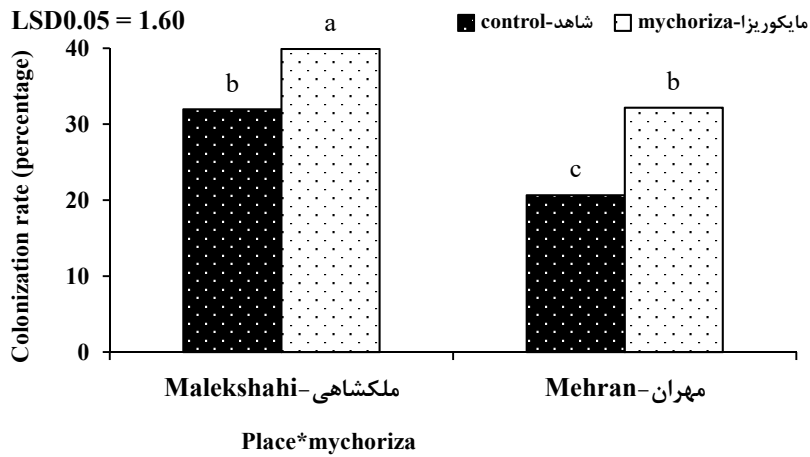 LSD0.05 = 1.60
control-شاهد
mychoriza-مایکوریزا
Colonization rate (percentage)
40
30
20
10
0
b
a
c
b
Malekshahi-ملکشاهی
Mehran-مهران
Place*mychoriza